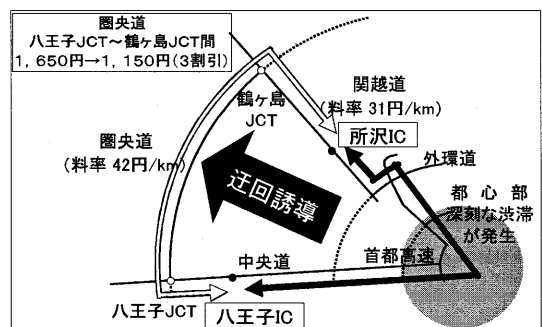 圏央道
八王子JCT～鶴ヶ島JCT間
1,650円→1,150円(3割引)
関越道
(料率 31円/km)
鶴ヶ島
JCT
所沢IC
圏央道
(料率 42円/km)
外環道
迂回誘導
都心部
深刻な渋滞
が発生
中央道
首都高速
八王子JCT
八王子IC